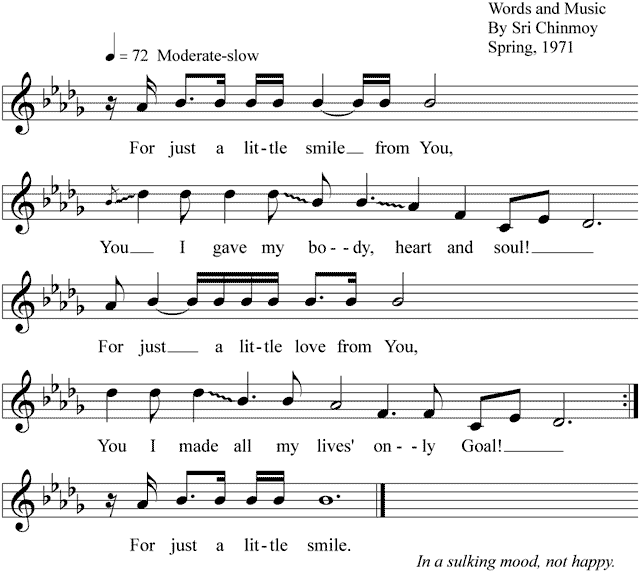 Words and Music
By Sri Chinmoy
Spring, 1971
= 72 Moderate-slow
For just a lit-tle smile from You,
You I gave my bo--dy, heart and soul!
For just a lit-tle love from You,
You I made all my lives' on--ly Goal!
For just a lit-tle smile.
In a sulking mood, not happy.